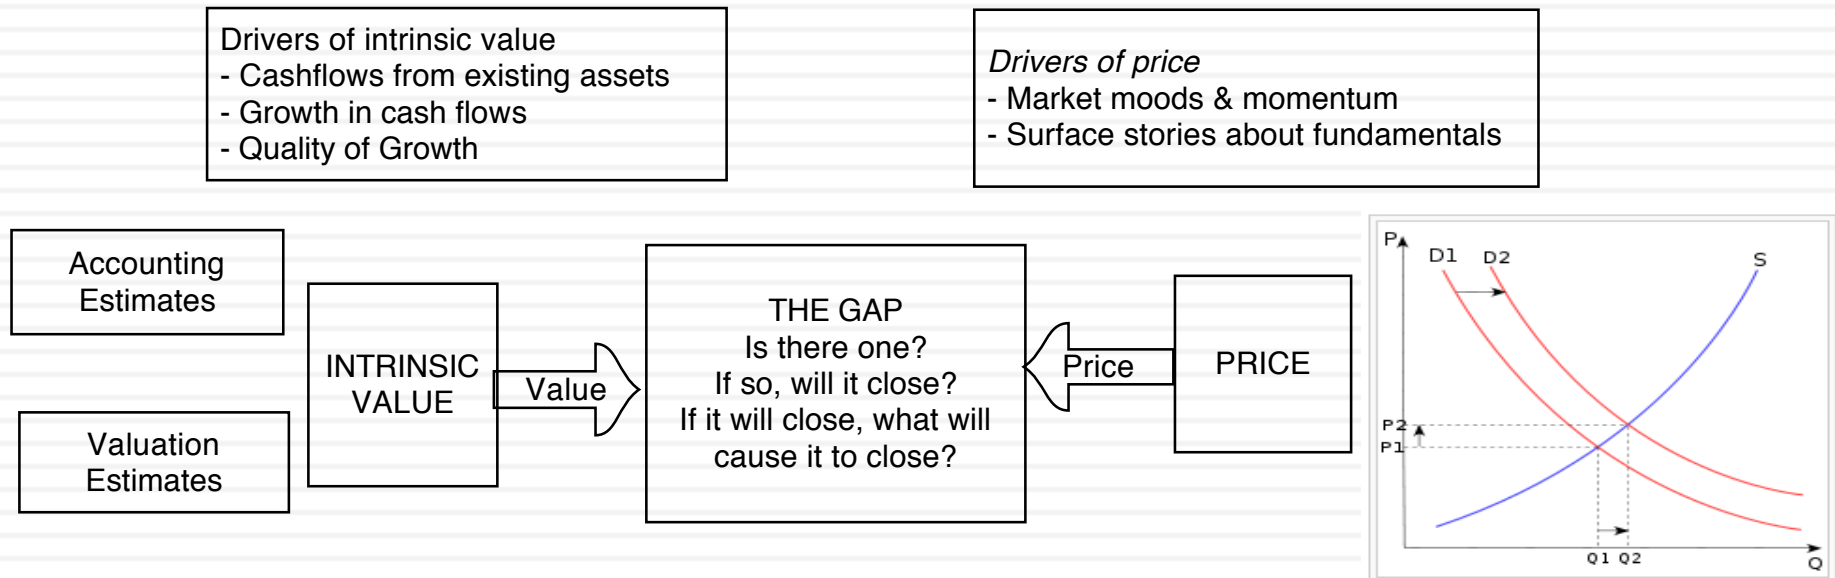 Drivers of intrinsic value
- Cashflows from existing assets
- Growth in cash flows
- Quality of Growth
Drivers of price
- Market moods & momentum
- Surface stories about fundamentals
Accounting
Estimates
Valuation
Estimates
INTRINSIC
VALUE
Value
THE GAP
Is there one?
If so, will it close?
If it will close, what will
cause it to close?
Price
PRICE
P
D1
D2
S
P2
P1
Q1
Q2
Q